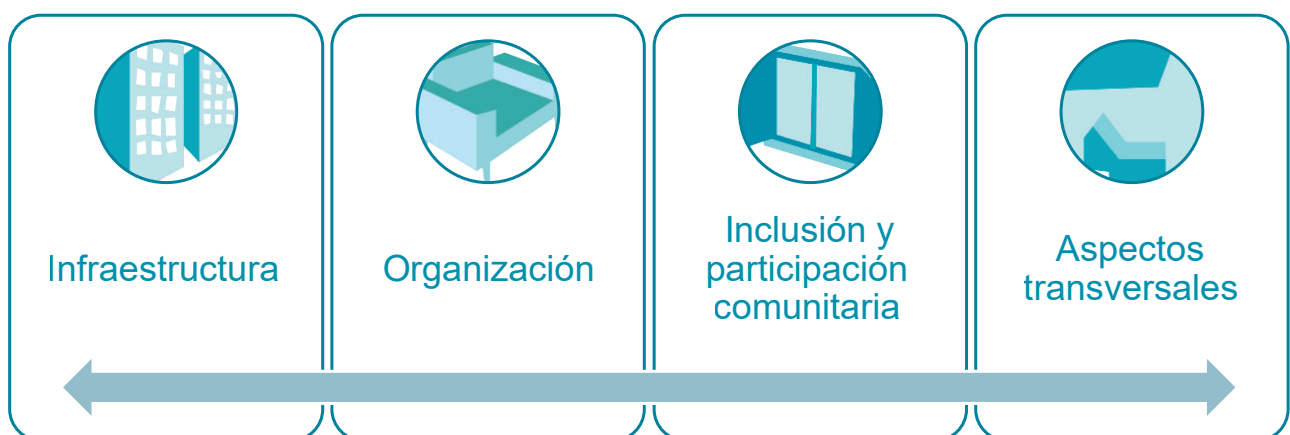 Infraestructura
Organización
Inclusión y
participación
comunitaria
Aspectos
transversales